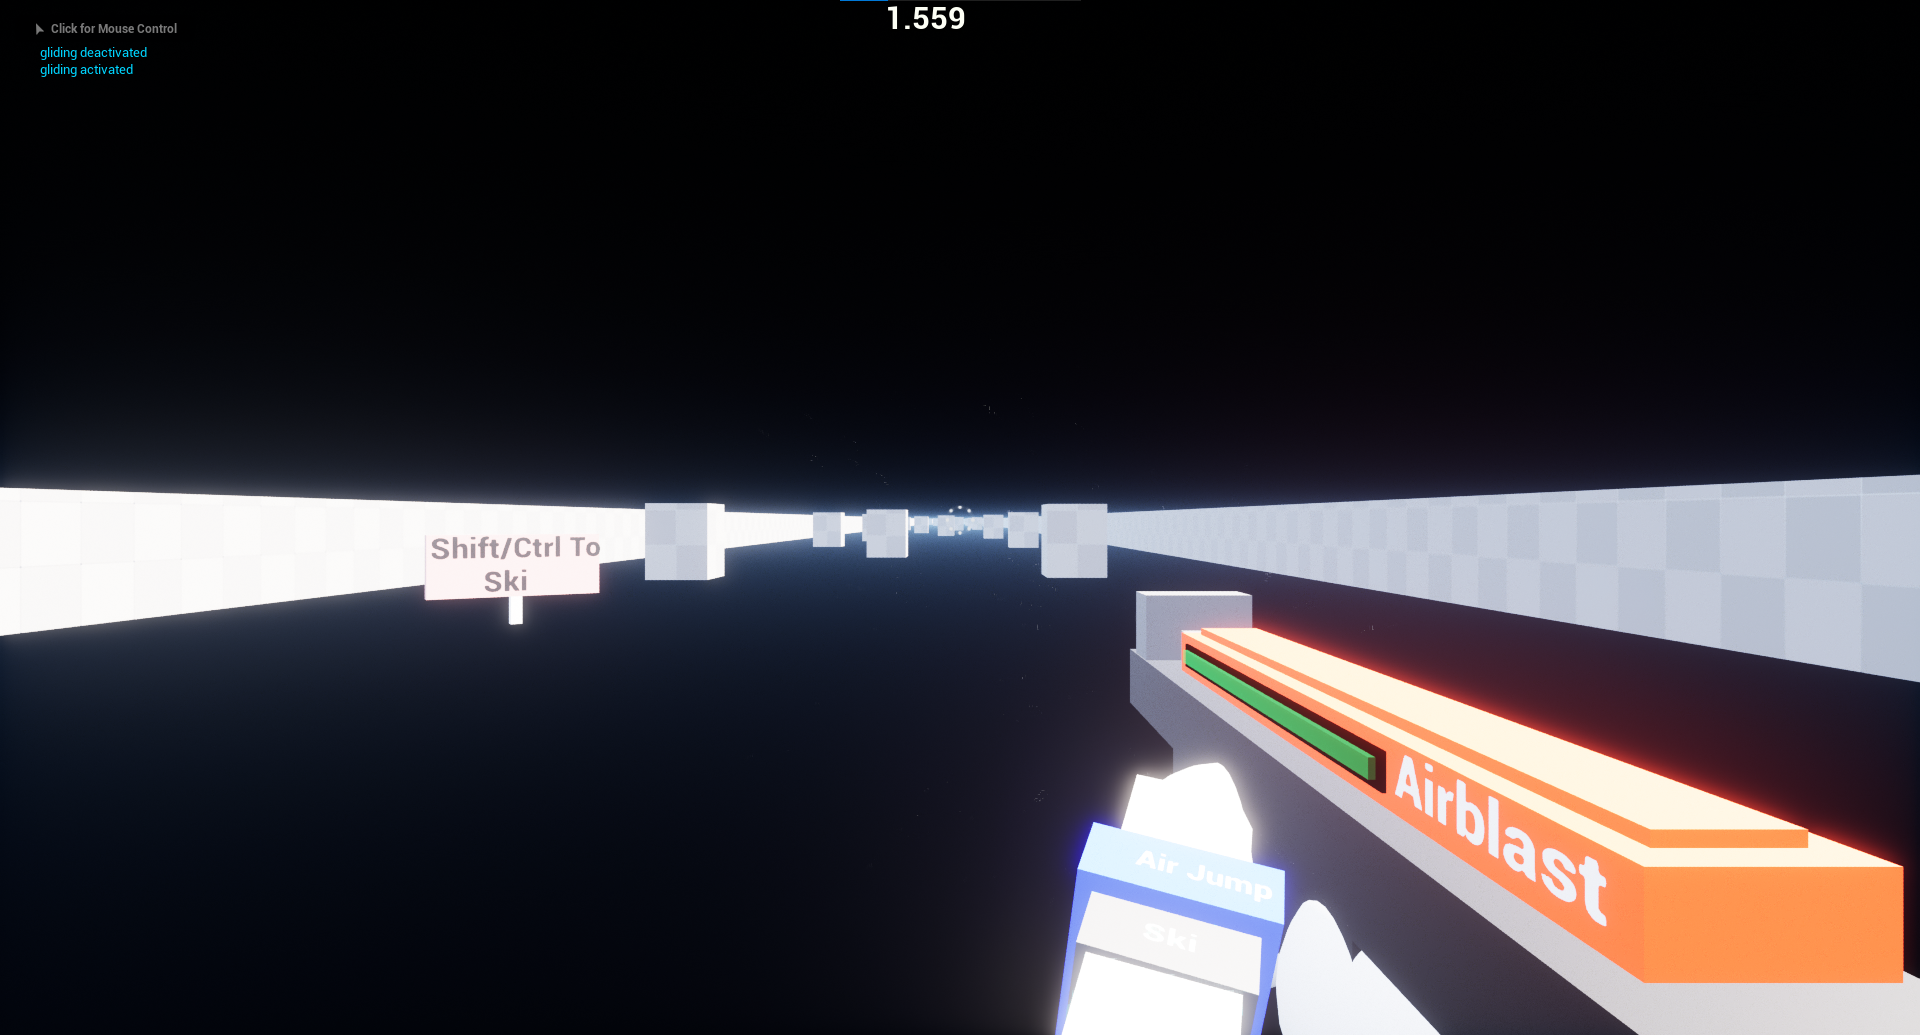 1.559
Click for Mouse Control
gliding deactivated
gliding activated
Shift/Ctrl To
Ski
Airblast
Air Jump
Ski